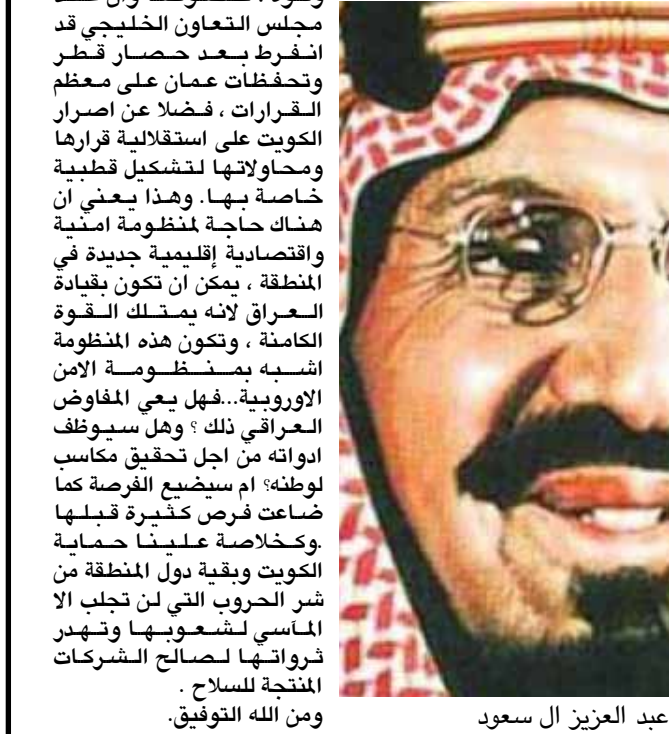 مجلس التعاون الخليجي قد
انفرط بعد حصار قطر
وتحفظات عمان على معظم
القرارات ، فضلا عن اصرار
الكويت على استقلالية قرارها
ومحاولاتها لتشكيل قطبية
خاصة بها. وهذا يعني ان
هناك حاجة لمنظومة امنية
واقتصادية إقليمية جديدة في
المنطقة ، يمكن ان تكون بقيادة
العراق لانه يمتلك القوة
الكامنة ، وتكون هذه المنظومة
اشبه بمنظومة الامن
الاوروبية...فهل يعي المفاوض
العراقي ذلك ؟ وهل سيوظف
ادواته من اجل تحقيق مكاسب
لوطنه؟ ام سيضيع الفرصة كما
ضاعت فرص كثيرة قبلها
.وكخلاصة علينا حماية
الكويت وبقية دول المنطقة من
شر الحروب التي لن تجلب الا
المآسي لشعوبها وتهدر
ثرواتها لصالح الشركات
المنتجة للسلاح .
ومن الله التوفيق.
عبد العزيز ال سعود